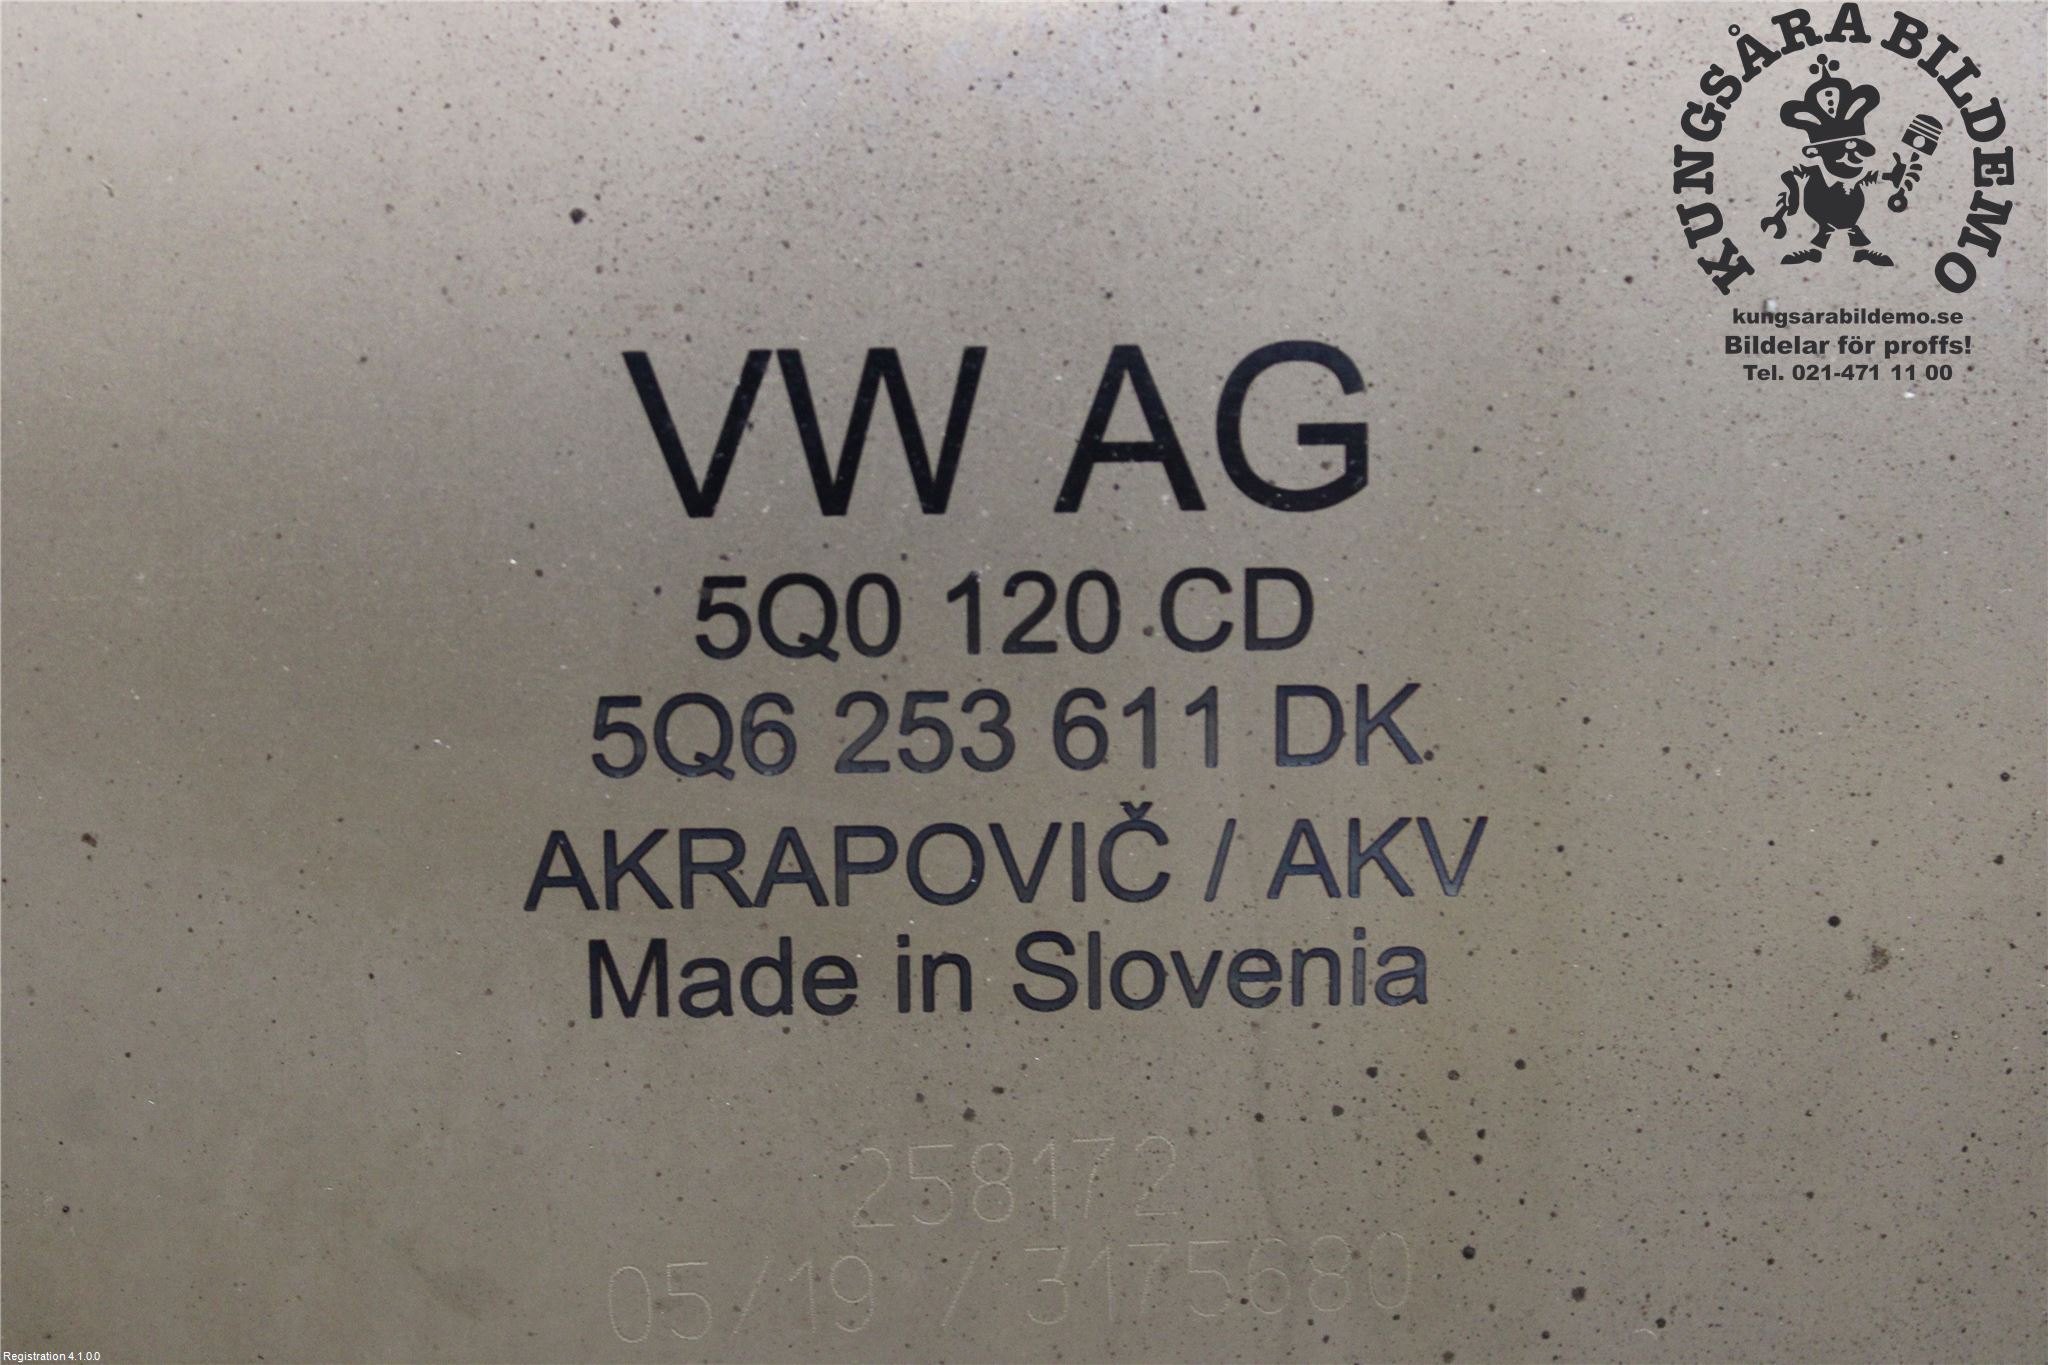 KUNGSÅRA BILDEMO
kungsarabildemo.se
Bildelar för proffs!
Tel. 021-471 11 00
VW AG
5Q0 120 CD
5Q6 253 611 DK
AKRAPOVIČ / AKV
Made in Slovenia
258172
05/19 / 3175680
Registration 4.1.0.0